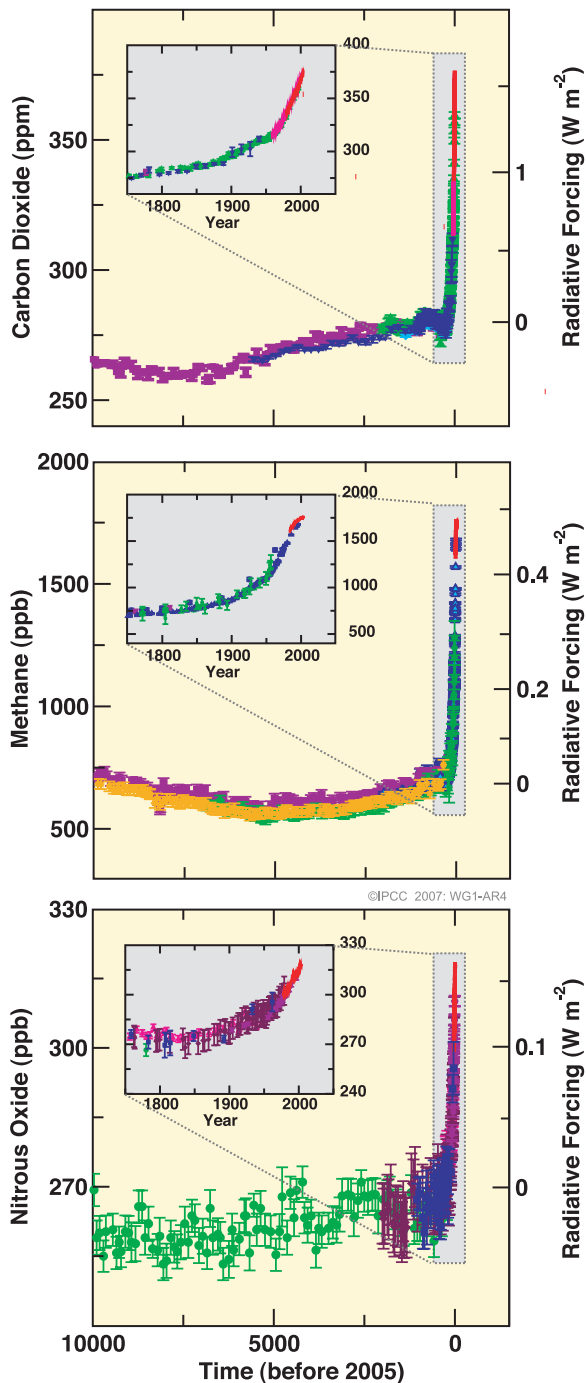 400
350
300
1800 1900 2000
Year
350
300
250
Carbon Dioxide (ppm)
1
0
Radiative Forcing (W m-2)
10000 5000 0
2000
1500
1000
500
Methane (ppb)
2000
1500
1000
500
1800 1900 2000
Year
0.4
0.2
0
Radiative Forcing (W m-2)
©IPCC 2007: WG1-AR4
330
300
270
Nitrous Oxide (ppb)
330
300
270
240
1800 1900 2000
Year
0.1
0
Radiative Forcing (W m-2)
10000 5000 0
Time (before 2005)